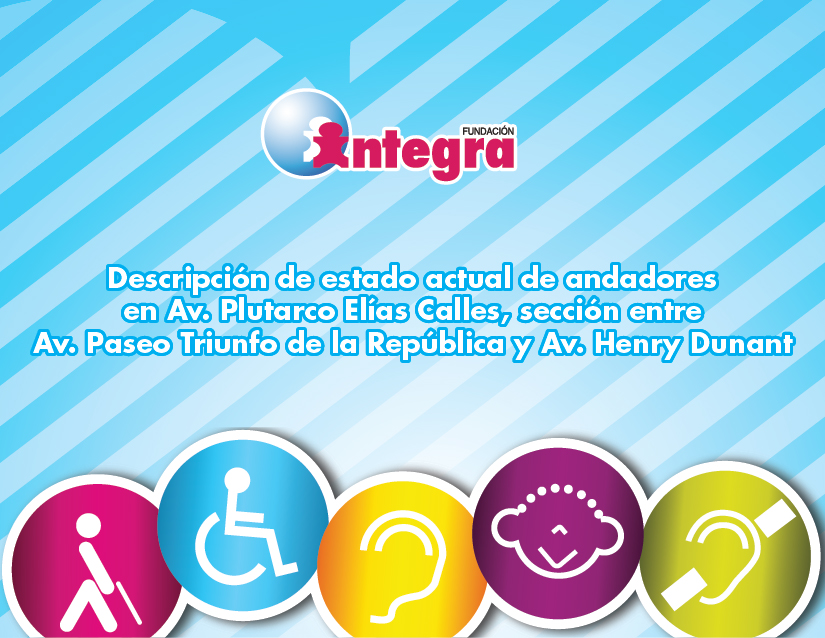 FUNDACIÓN
integra
Descripción de estado actual de andadores
en Av. Plutarco Elías Calles, sección entre
Av. Paseo Triunfo de la República y Av. Henry Dunant